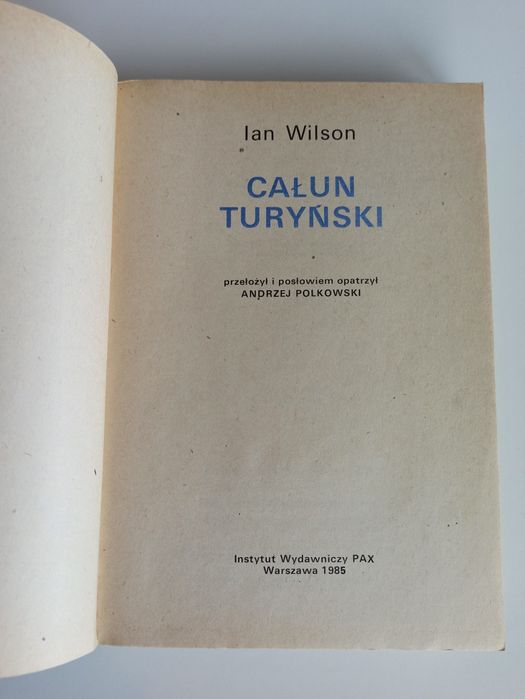 Ian Wilson
CAŁUN
TURYŃSKI
przełożył i posłowiem opatrzył
ANDRZEJ POLKOWSKI
Instytut Wydawniczy PAX
Warszawa 1985